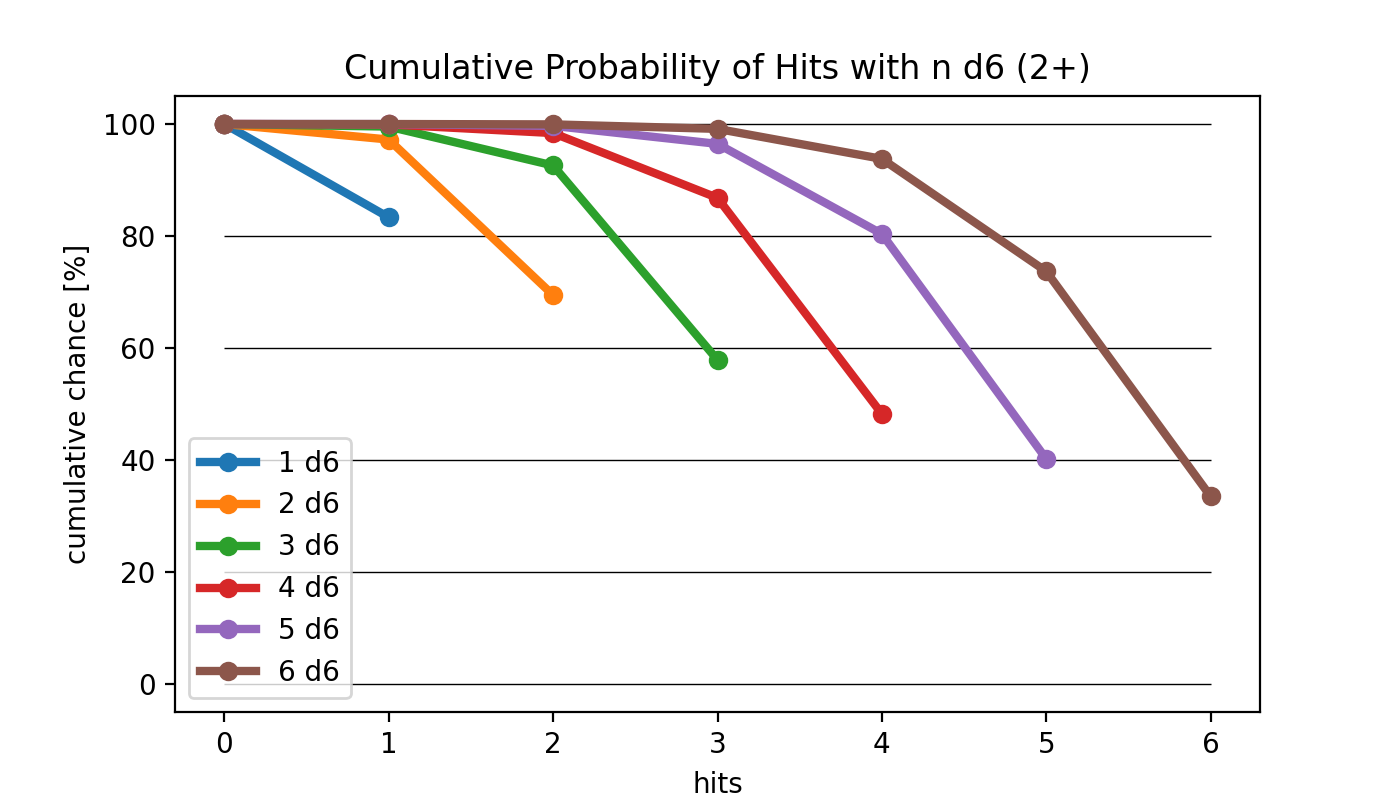 Cumulative Probability of Hits with n d6 (2+)
cumulative chance [%]
100
80
60
40
20
0
1 d6
2 d6
3 d6
4 d6
5 d6
6 d6
0 1 2 3 4 5 6
hits